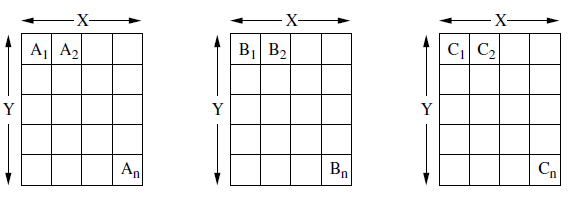 X X X
A1 A2 B1 B2 C1 C2
Y Y Y
An Bn Cn